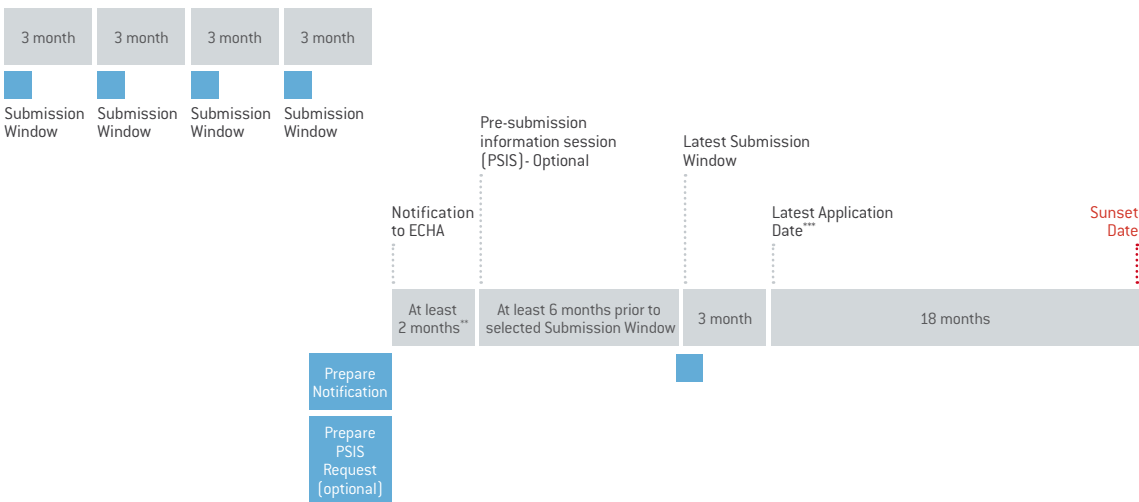 3 month 3 month 3 month 3 month
Submission Submission Submission Submission
Window Window Window Window
Pre-submission
information session
(PSIS)- Optional
Latest Submission
Window
Notification
to ECHA
Latest Application
Date***
Sunset
Date
At least
2 months**
At least 6 months prior to
selected Submission Window
3 month
18 months
Prepare
Notification
Prepare
PSIS
Request
(optional)